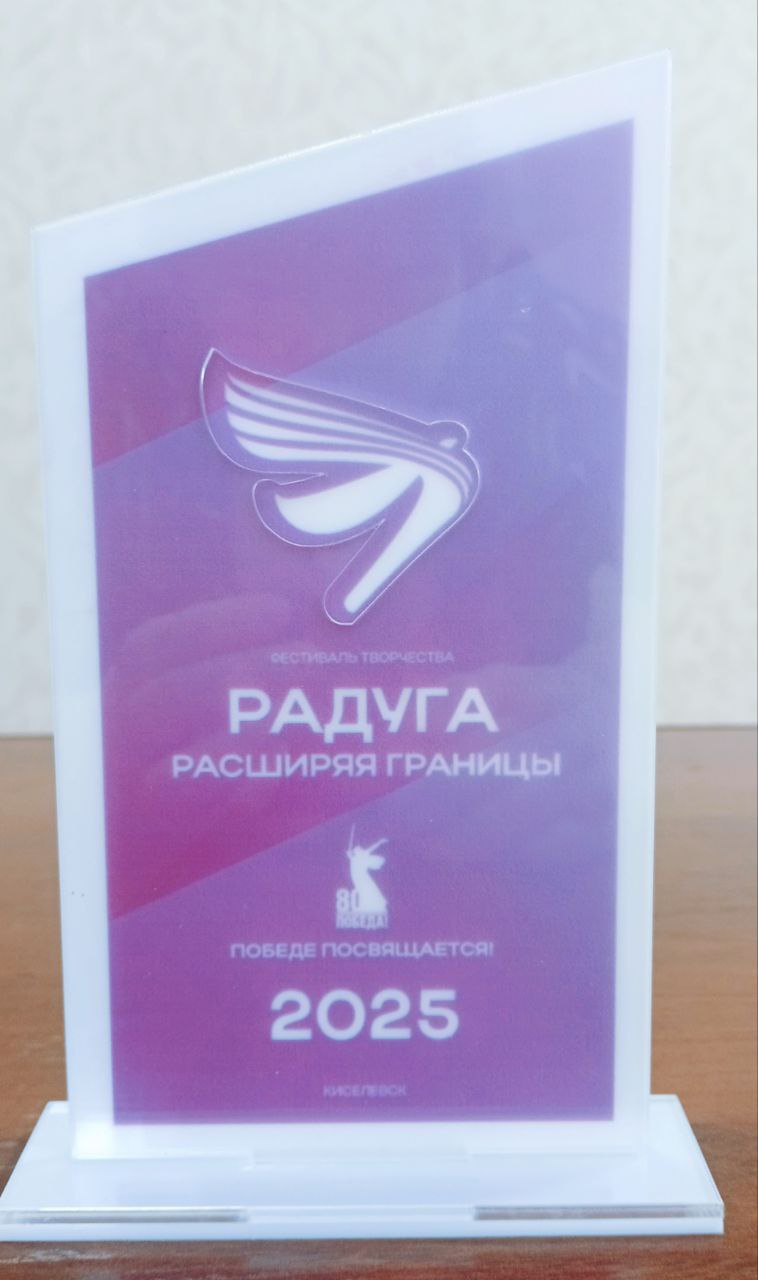 ФЕСТИВАЛЬ ТВОРЧЕСТВА
РАДУГА
РАСШИРЯЯ ГРАНИЦЫ
80
ПОБЕДА!
ПОБЕДЕ ПОСВЯЩАЕТСЯ!
2025
КИСЕЛЕВСК